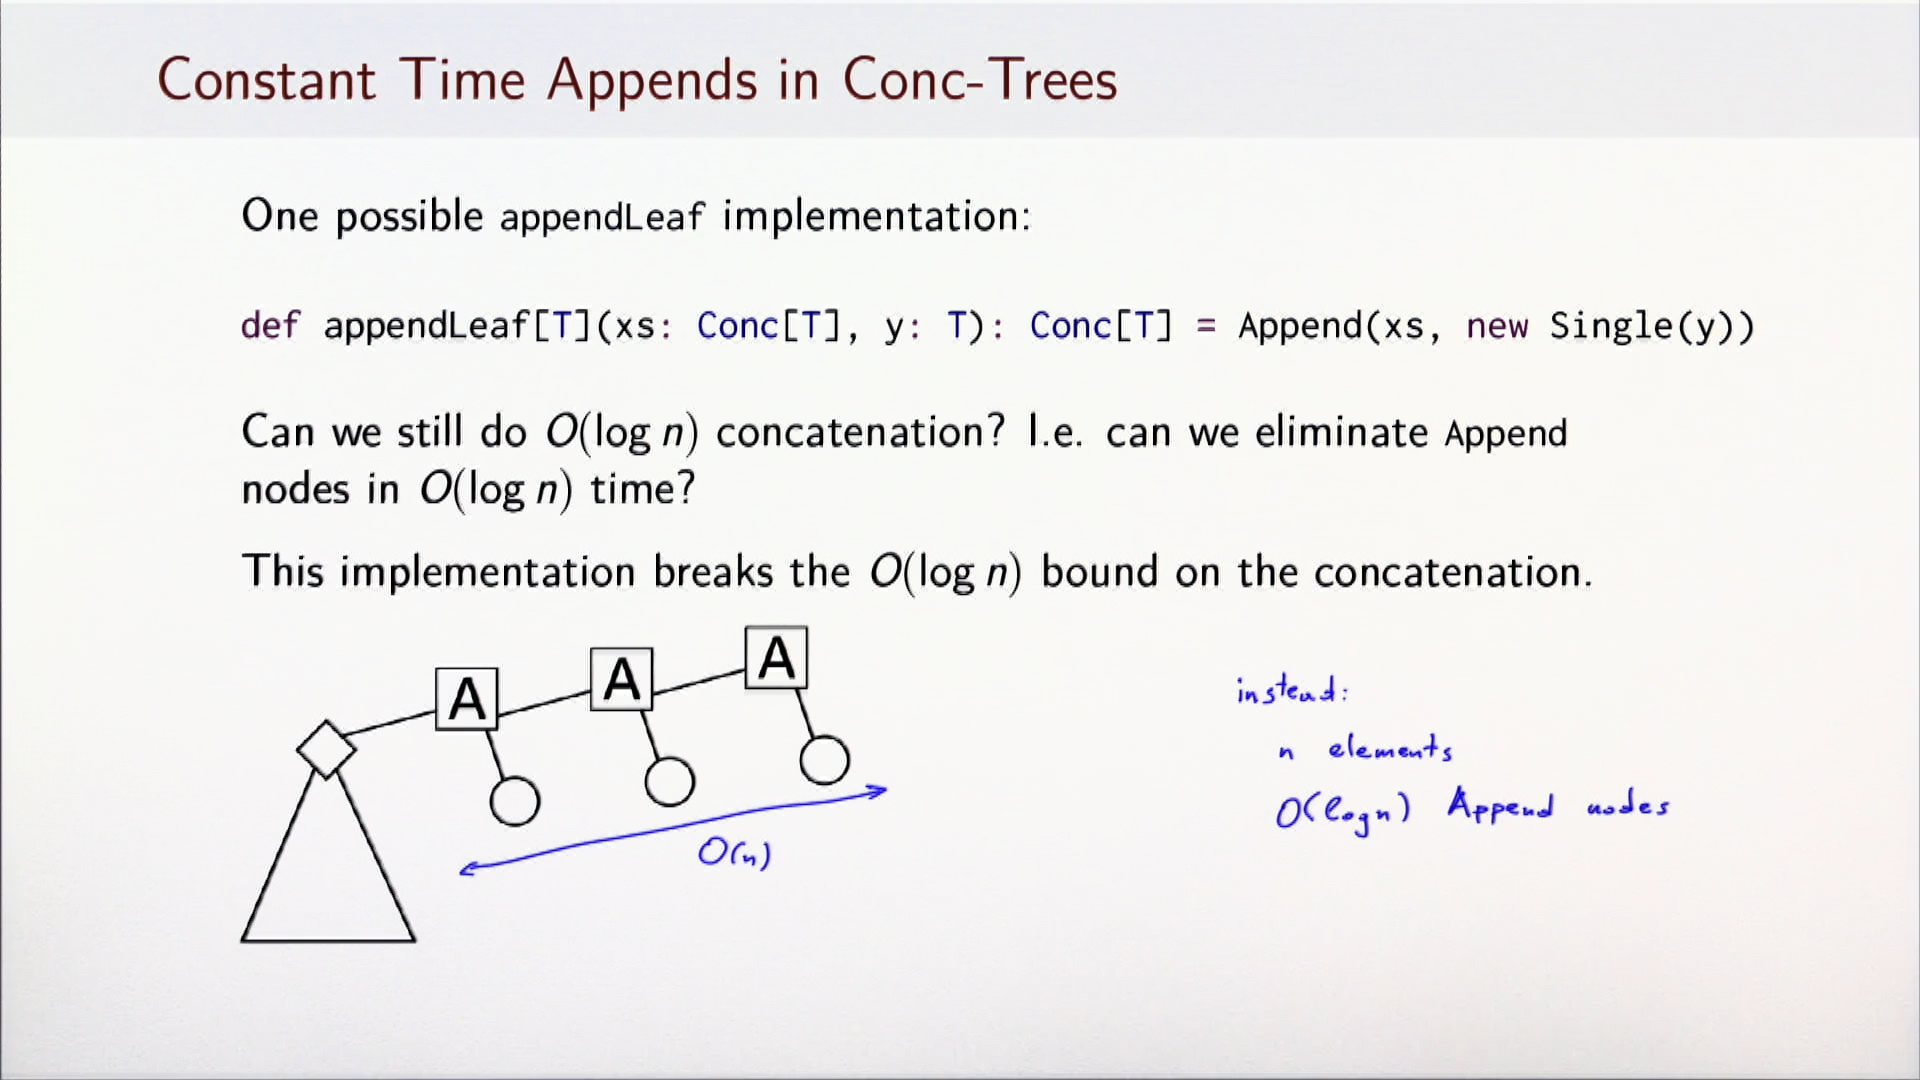 Constant Time Appends in Conc-Trees
One possible appendLeaf implementation:
def appendLeaf[T](xs: Conc[T], y: T): Conc[T] = Append(xs, new Single(y))
Can we still do O(log n) concatenation? I.e. can we eliminate Append
nodes in O(log n) time?
This implementation breaks the O(log n) bound on the concatenation.
A A A
O(n)
instead:
n elements
O(log n) Append nodes